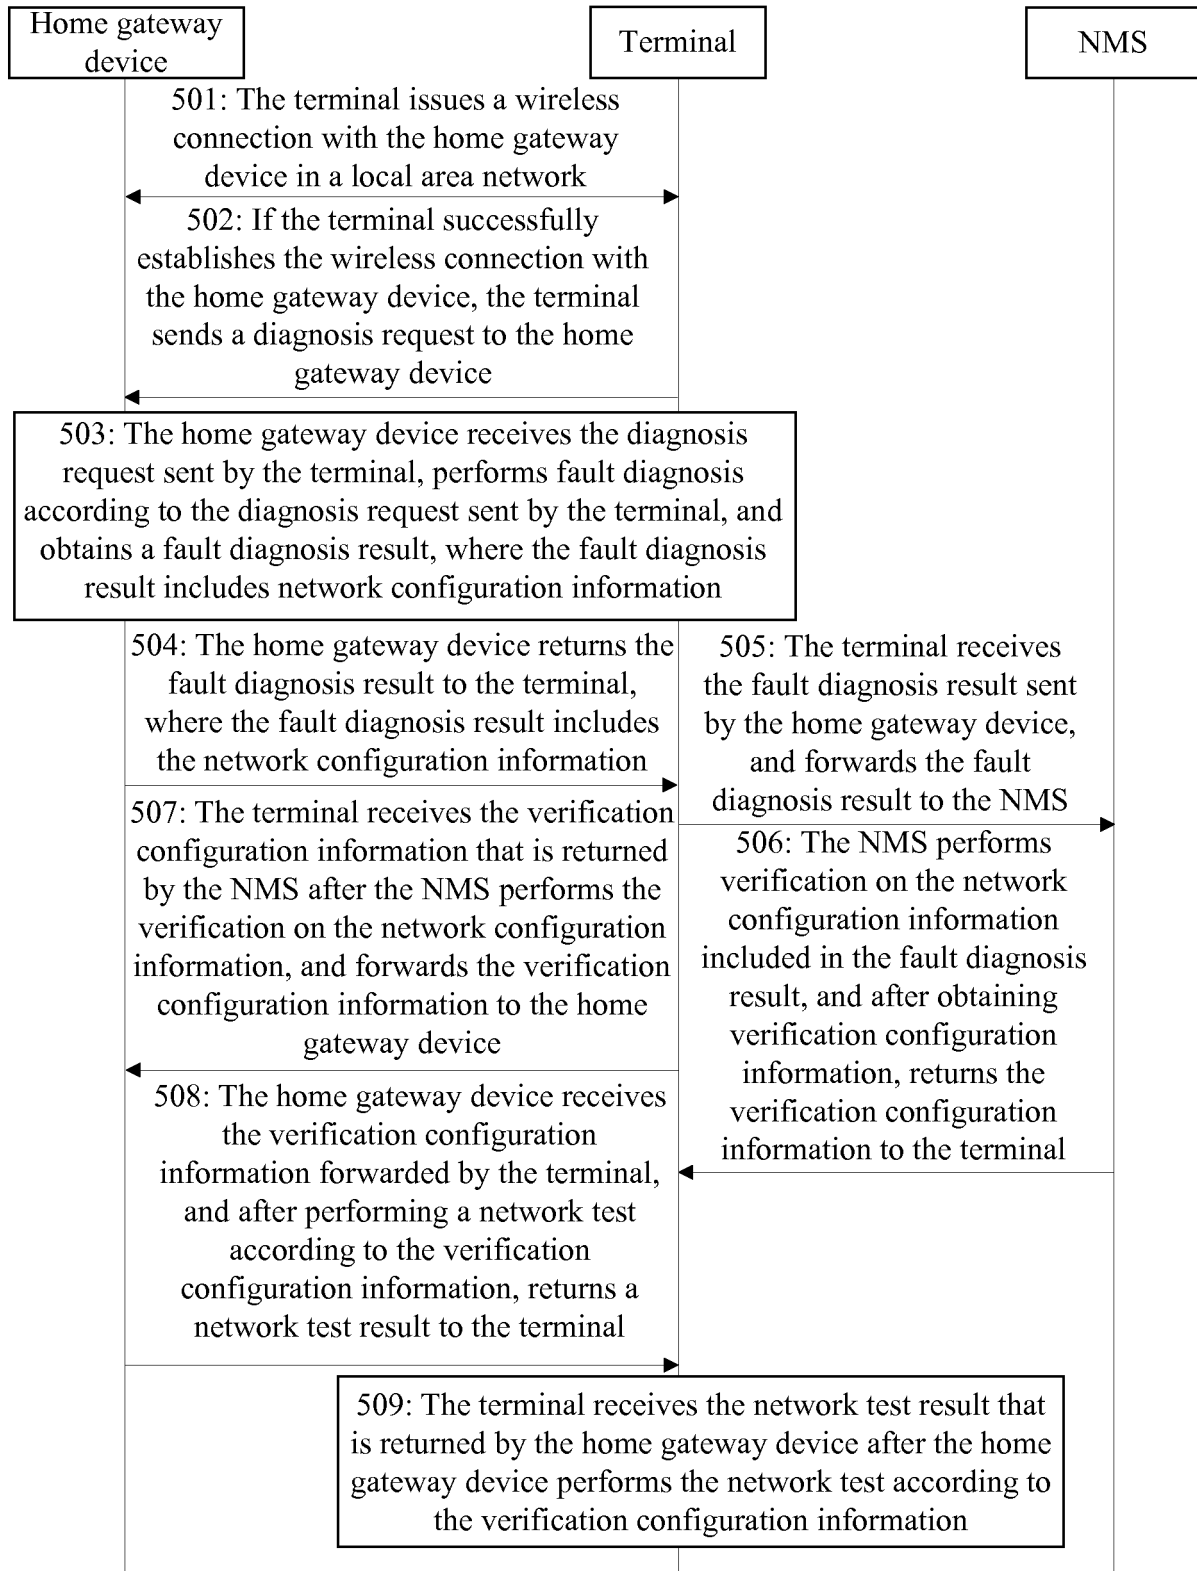 Home gateway
device
Terminal
NMS
501: The terminal issues a wireless
connection with the home gateway
device in a local area network
502: If the terminal successfully
establishes the wireless connection with
the home gateway device, the terminal
sends a diagnosis request to the home
gateway device
503: The home gateway device receives the diagnosis
request sent by the terminal, performs fault diagnosis
according to the diagnosis request sent by the terminal, and
obtains a fault diagnosis result, where the fault diagnosis
result includes network configuration information
504: The home gateway device returns the
fault diagnosis result to the terminal,
where the fault diagnosis result includes
the network configuration information
505: The terminal receives
the fault diagnosis result sent
by the home gateway device,
and forwards the fault
diagnosis result to the NMS
506: The NMS performs
verification on the network
configuration information
included in the fault diagnosis
result, and after obtaining
verification configuration
information, returns the
verification configuration
information to the terminal
507: The terminal receives the verification
configuration information that is returned
by the NMS after the NMS performs the
verification on the network configuration
information, and forwards the verification
configuration information to the home
gateway device
508: The home gateway device receives
the verification configuration
information forwarded by the terminal,
and after performing a network test
according to the verification
configuration information, returns a
network test result to the terminal
509: The terminal receives the network test result that
is returned by the home gateway device after the home
gateway device performs the network test according to
the verification configuration information